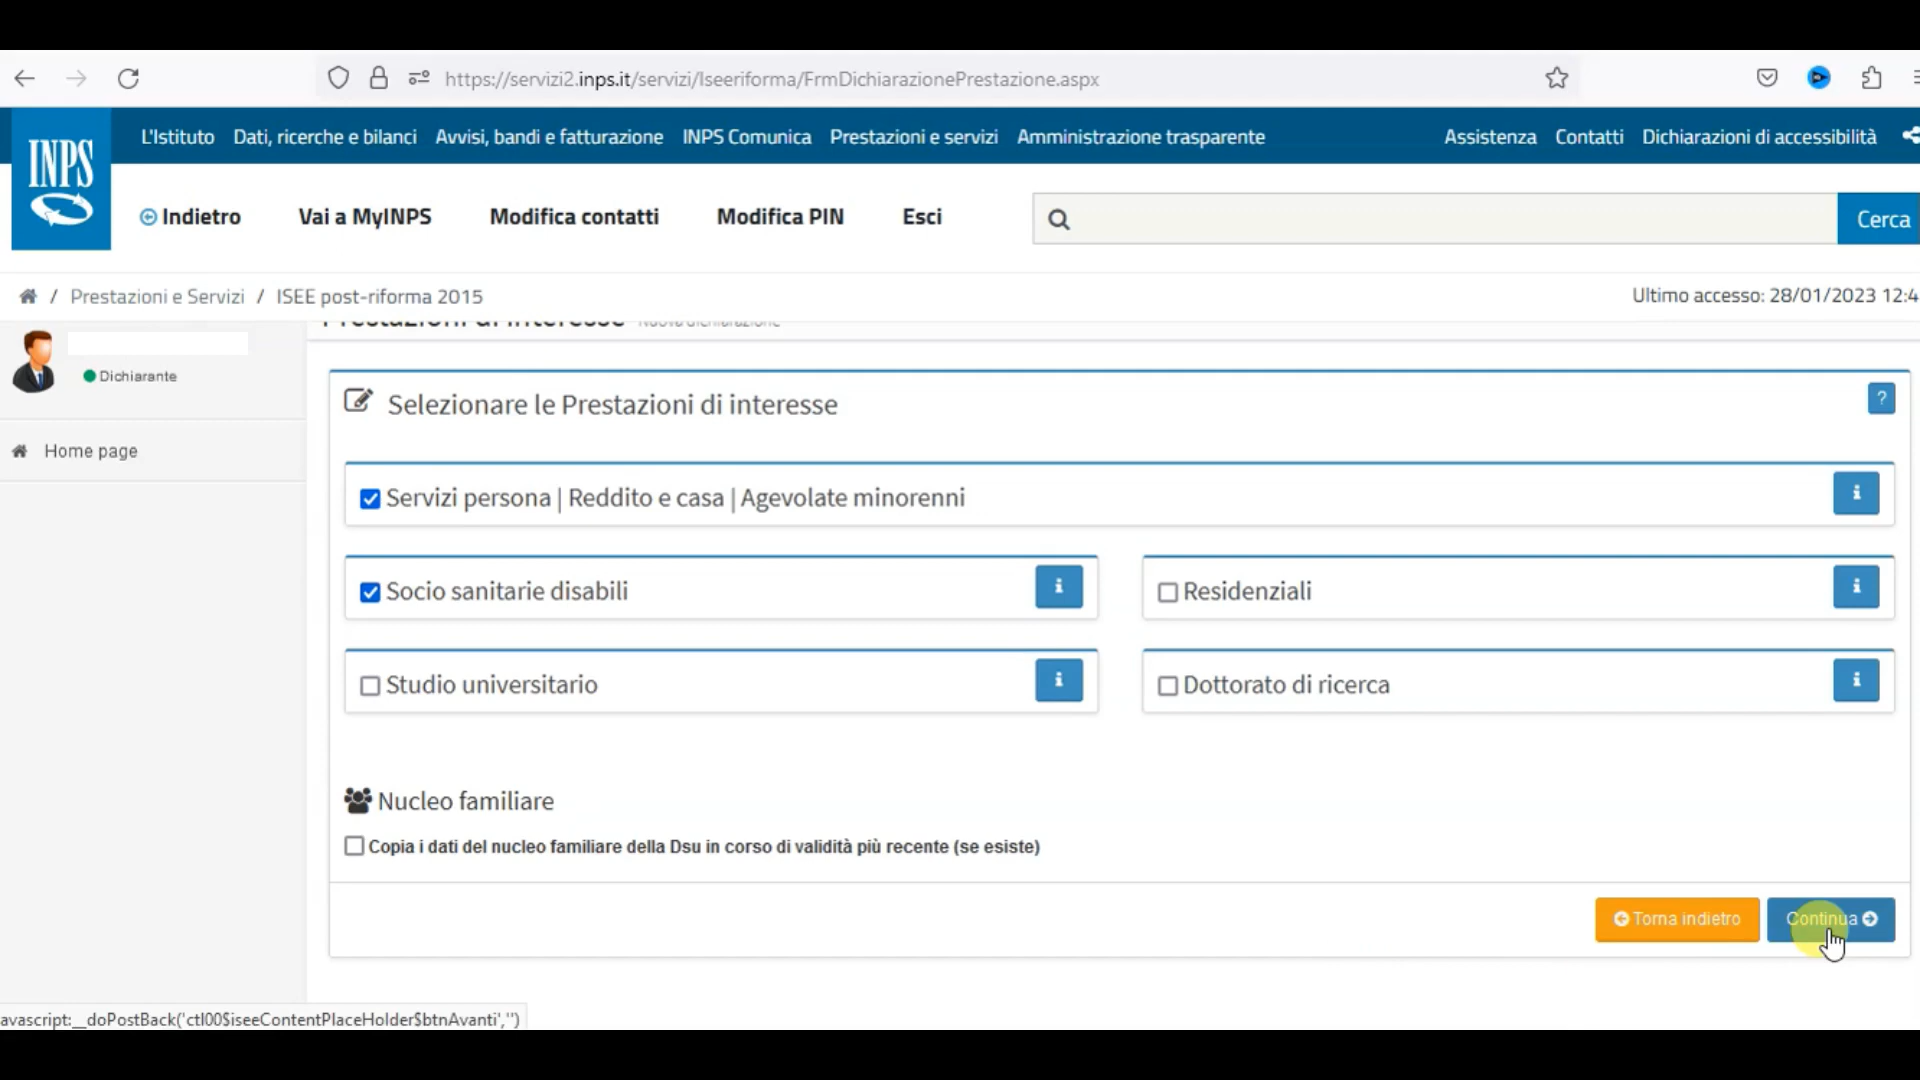 https://servizi2.inps.it/servizi/Iseeriforma/FrmDichiarazionePrestazione.aspx
L'Istituto Dati, ricerche e bilanci Avvisi, bandi e fatturazione INPS Comunica Prestazioni e servizi Amministrazione trasparente Assistenza Contatti Dichiarazioni di accessibilità
INPS
Indietro Vai a MyINPS Modifica contatti Modifica PIN Esci Cerca
/ Prestazioni e Servizi / ISEE post-riforma 2015 Ultimo accesso: 28/01/2023 12:4
Prestazioni di interesse Nuova dichiarazione
Dichiarante
Home page
Selezionare le Prestazioni di interesse ?
Servizi persona | Reddito e casa | Agevolate minorenni i
Socio sanitarie disabili i Residenziali i
Studio universitario i Dottorato di ricerca i
Nucleo familiare
Copia i dati del nucleo familiare della Dsu in corso di validità più recente (se esiste)
Torna indietro Continua
avascript:__doPostBack('ctl00$iseeContentPlaceHolder$btnAvanti','')